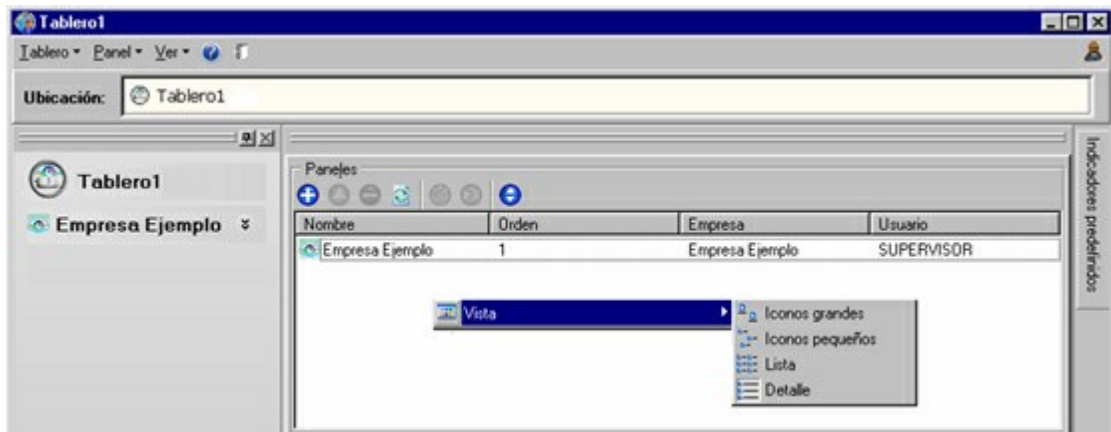 Tablero1
Tablero Panel Ver
Ubicación: Tablero1
Tablero1
Empresa Ejemplo
Paneles
Nombre Orden Empresa Usuario
Empresa Ejemplo 1 Empresa Ejemplo SUPERVISOR
Vista
Iconos grandes
Iconos pequeños
Lista
Detalle
Indicadores predefinidos